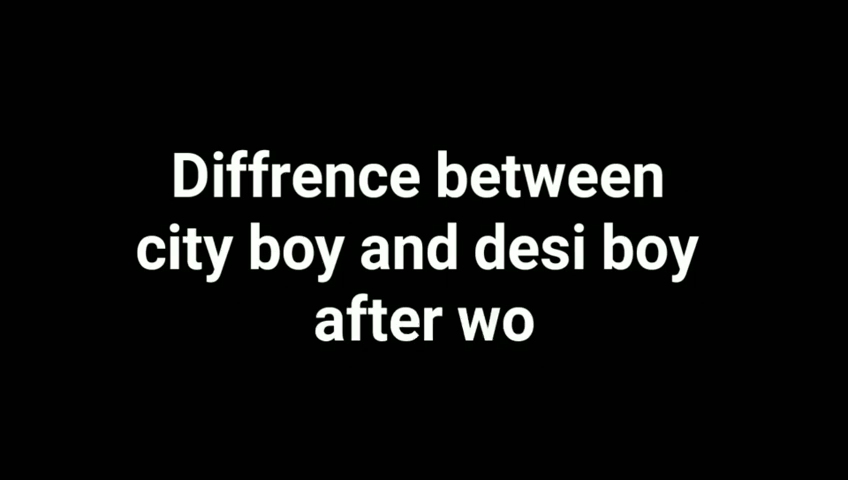 Diffrence between
city boy and desi boy
after wo